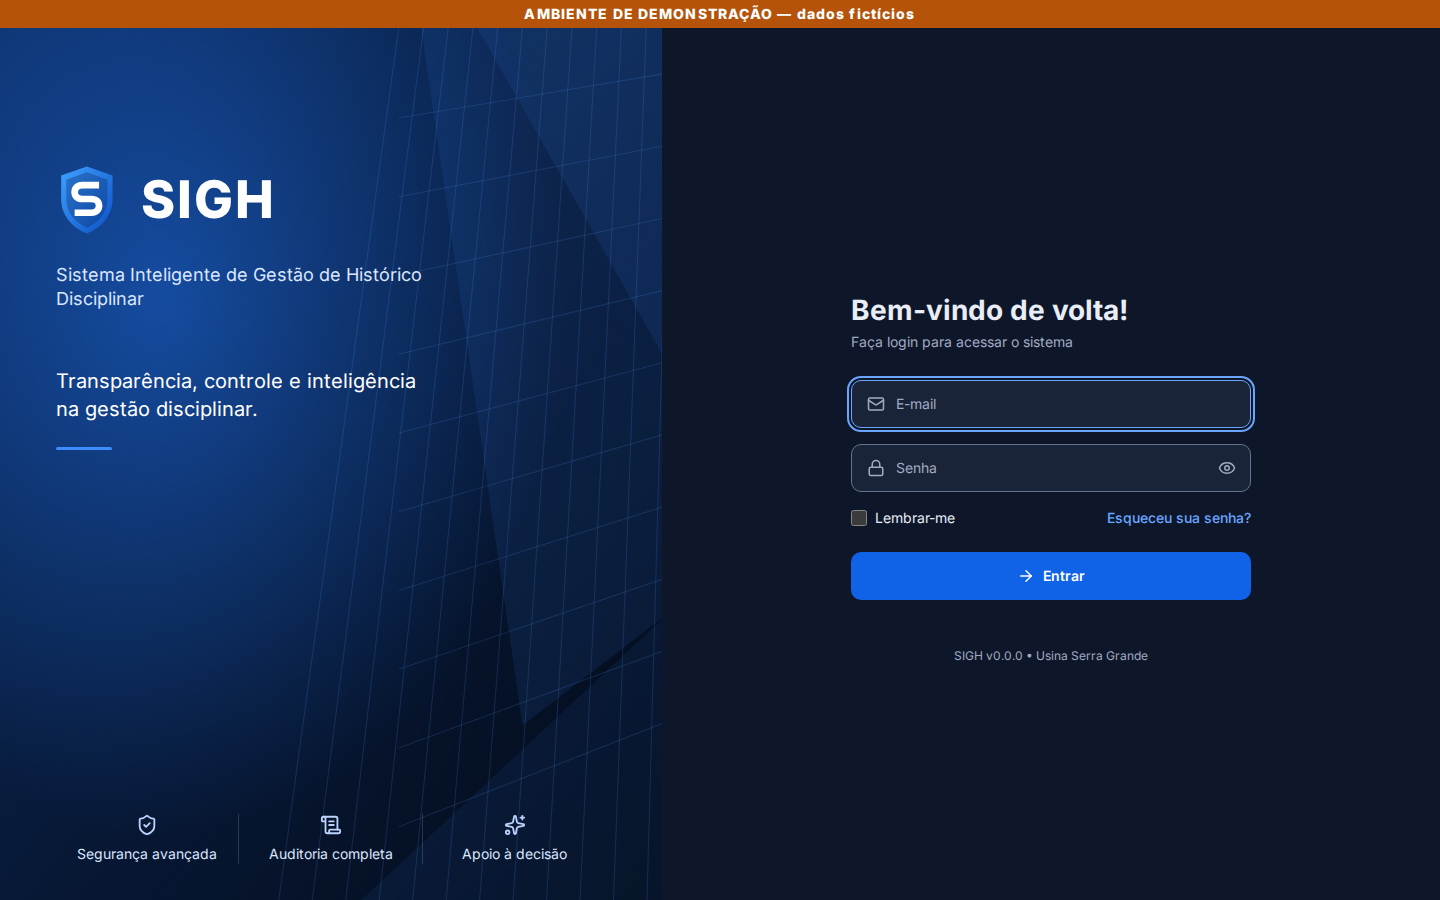 AMBIENTE DE DEMONSTRAÇÃO — dados fictícios
SIGH
Sistema Inteligente de Gestão de Histórico
Disciplinar
Transparência, controle e inteligência
na gestão disciplinar.
Segurança avançada
Auditoria completa
Apoio à decisão
Bem-vindo de volta!
Faça login para acessar o sistema
E-mail
Senha
Lembrar-me
Esqueceu sua senha?
Entrar
SIGH v0.0.0 • Usina Serra Grande